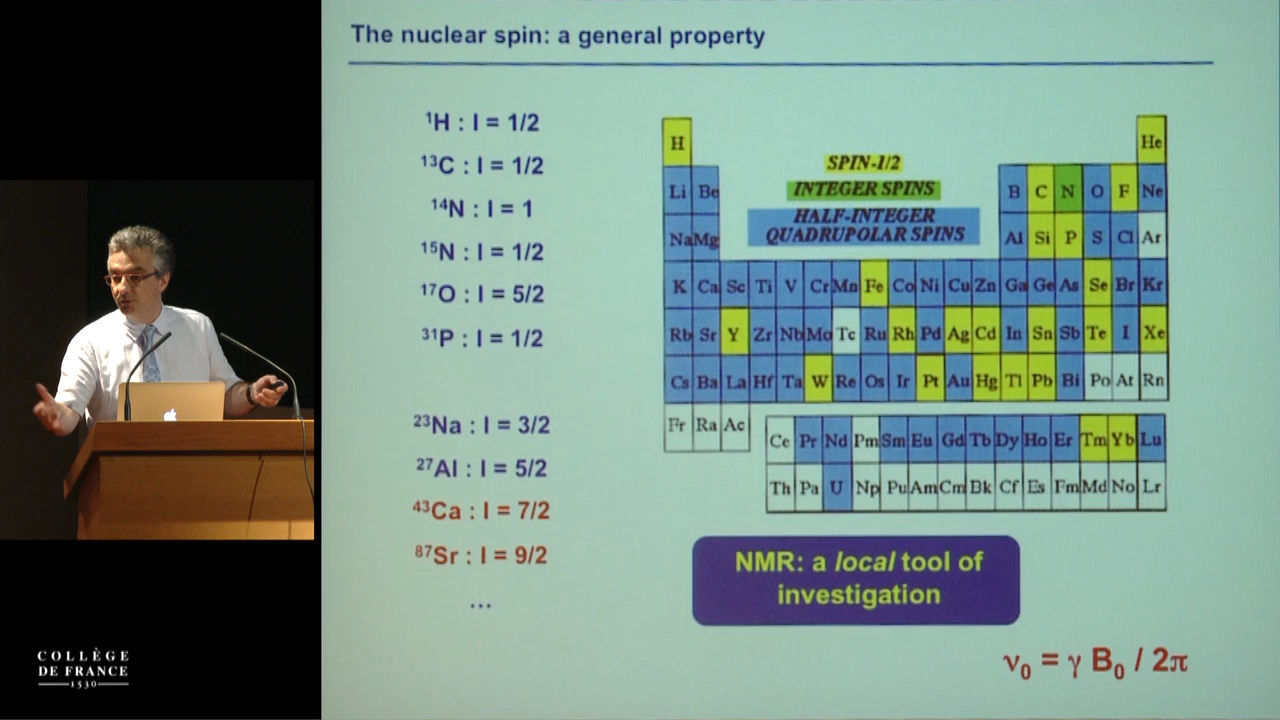 The nuclear spin: a general property
¹H : I = 1/2
¹³C : I = 1/2
¹⁴N : I = 1
¹⁵N : I = 1/2
¹⁷O : I = 5/2
³¹P : I = 1/2
²³Na : I = 3/2
²⁷Al : I = 5/2
⁴³Ca : I = 7/2
⁸⁷Sr : I = 9/2
...
H He
SPIN-1/2
INTEGER SPINS
HALF-INTEGER
QUADRUPOLAR SPINS
Li Be B C N O F Ne
Na Mg Al Si P S Cl Ar
K Ca Sc Ti V Cr Mn Fe Co Ni Cu Zn Ga Ge As Se Br Kr
Rb Sr Y Zr Nb Mo Tc Ru Rh Pd Ag Cd In Sn Sb Te I Xe
Cs Ba La Hf Ta W Re Os Ir Pt Au Hg Tl Pb Bi Po At Rn
Fr Ra Ac
Ce Pr Nd Pm Sm Eu Gd Tb Dy Ho Er Tm Yb Lu
Th Pa U Np Pu Am Cm Bk Cf Es Fm Md No Lr
NMR: a local tool of
investigation
ν₀ = γ B₀ / 2π
COLLÈGE
DE FRANCE
1530